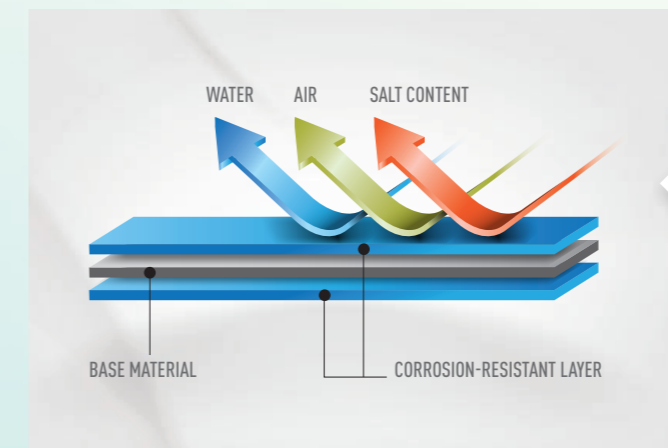 WATER AIR SALT CONTENT
BASE MATERIAL CORROSION-RESISTANT LAYER